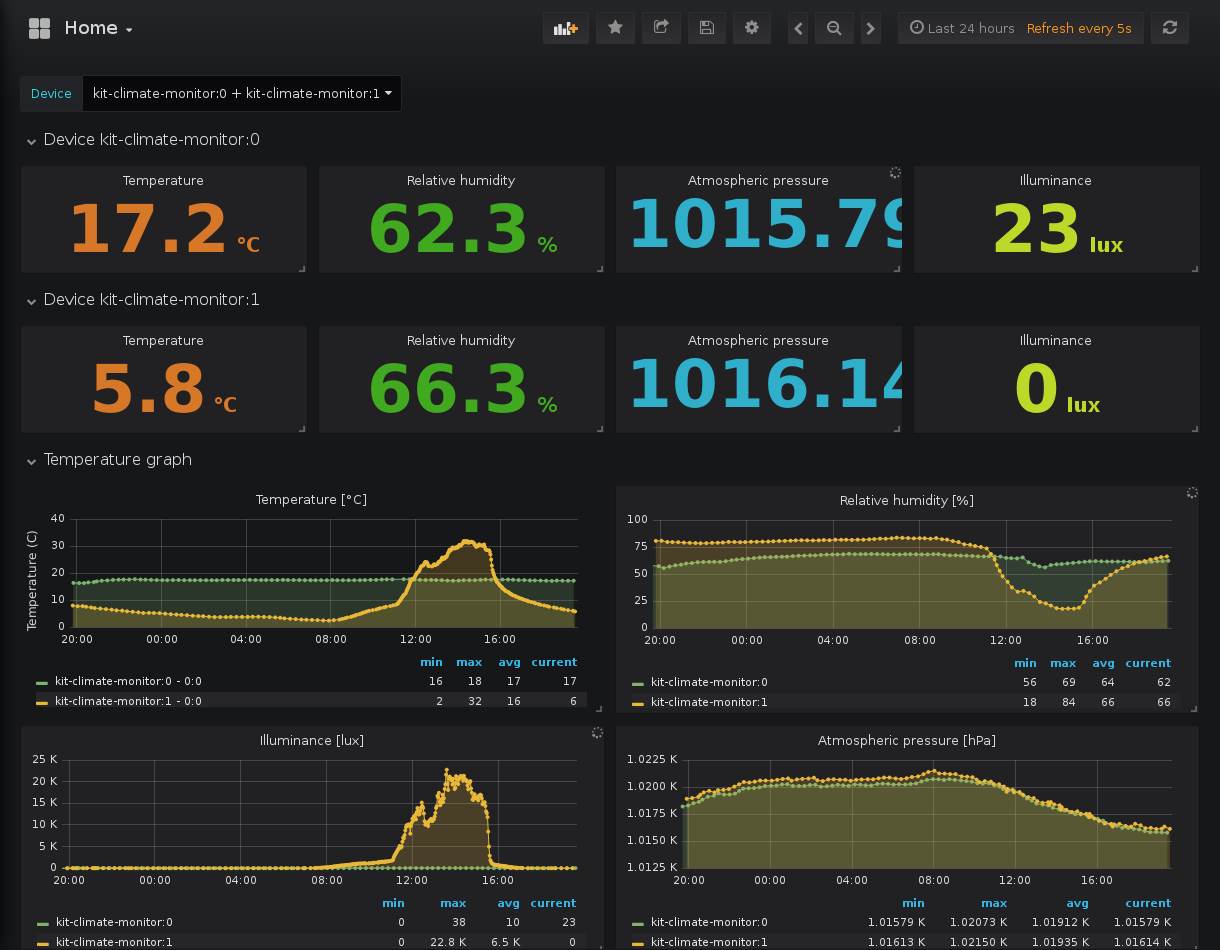 Home
Last 24 hours Refresh every 5s
Device kit-climate-monitor:0 + kit-climate-monitor:1
Device kit-climate-monitor:0
Temperature Relative humidity Atmospheric pressure Illuminance
17.2 °C 62.3 % 1015.79 23 lux
Device kit-climate-monitor:1
Temperature Relative humidity Atmospheric pressure Illuminance
5.8 °C 66.3 % 1016.14 0 lux
Temperature graph
Temperature [°C]
Temperature (C)
40
30
20
10
0
20:00 00:00 04:00 08:00 12:00 16:00
min max avg current
kit-climate-monitor:0 - 0:0 16 18 17 17
kit-climate-monitor:1 - 0:0 2 32 16 6
Relative humidity [%]
100
75
50
25
0
20:00 00:00 04:00 08:00 12:00 16:00
min max avg current
kit-climate-monitor:0 56 69 64 62
kit-climate-monitor:1 18 84 66 66
Illuminance [lux]
25 K
20 K
15 K
10 K
5 K
0
20:00 00:00 04:00 08:00 12:00 16:00
min max avg current
kit-climate-monitor:0 0 38 10 23
kit-climate-monitor:1 0 22.8 K 6.5 K 0
Atmospheric pressure [hPa]
1.0225 K
1.0200 K
1.0175 K
1.0150 K
1.0125 K
20:00 00:00 04:00 08:00 12:00 16:00
min max avg current
kit-climate-monitor:0 1.01579 K 1.02073 K 1.01912 K 1.01579 K
kit-climate-monitor:1 1.01613 K 1.02150 K 1.01935 K 1.01614 K